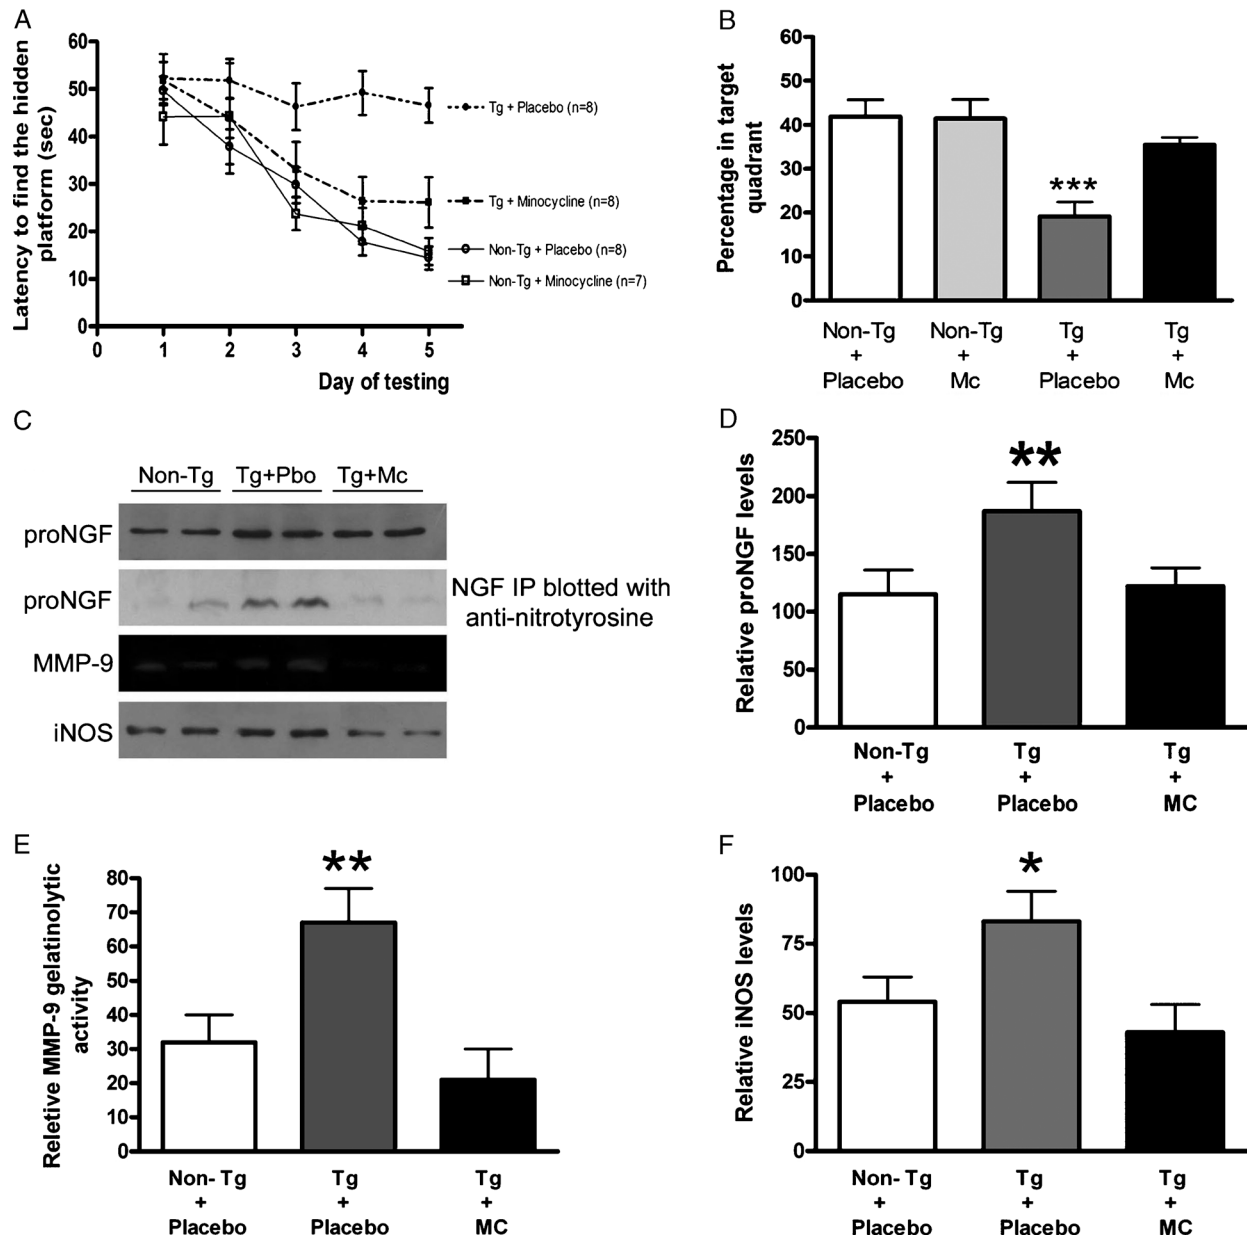 A
Latency to find the hidden
platform (sec)
60
50
40
30
20
10
0
0
1
2
3
4
5
Day of testing
Tg + Placebo (n=8)
Tg + Minocycline (n=8)
Non-Tg + Placebo (n=8)
Non-Tg + Minocycline (n=7)
B
Percentage in target
quadrant
60
50
40
30
20
10
0
***
Non-Tg
+
Placebo
Non-Tg
+
Mc
Tg
+
Placebo
Tg
+
Mc
C
Non-Tg Tg+Pbo Tg+Mc
proNGF
proNGF
NGF IP blotted with
anti-nitrotyrosine
MMP-9
iNOS
D
Relative proNGF levels
250
200
150
100
50
0
**
Non-Tg
+
Placebo
Tg
+
Placebo
Tg
+
MC
E
Reletive MMP-9 gelatinolytic
activity
80
70
60
50
40
30
20
10
0
**
Non- Tg
+
Placebo
Tg
+
Placebo
Tg
+
MC
F
Relative iNOS levels
100
75
50
25
0
*
Non- Tg
+
Placebo
Tg
+
Placebo
Tg
+
MC